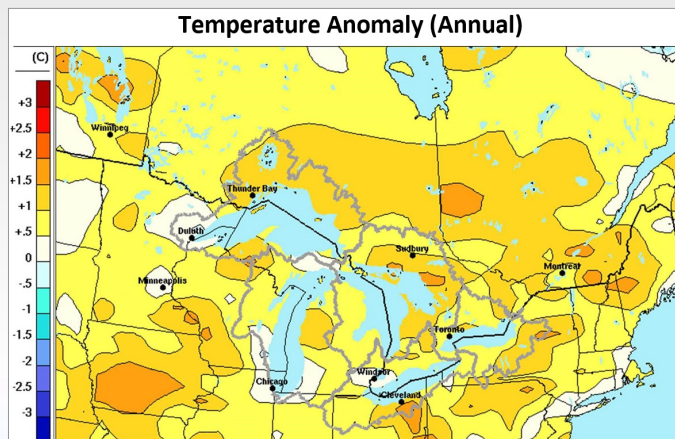 Temperature Anomaly (Annual)
(C)
+3
+2.5
+2
+1.5
+1
+.5
0
-.5
-1
-1.5
-2
-2.5
-3
Winnipeg
Thunder Bay
Duluth
Sudbury
Montreal
Minneapolis
Toronto
Windsor
Chicago
Cleveland